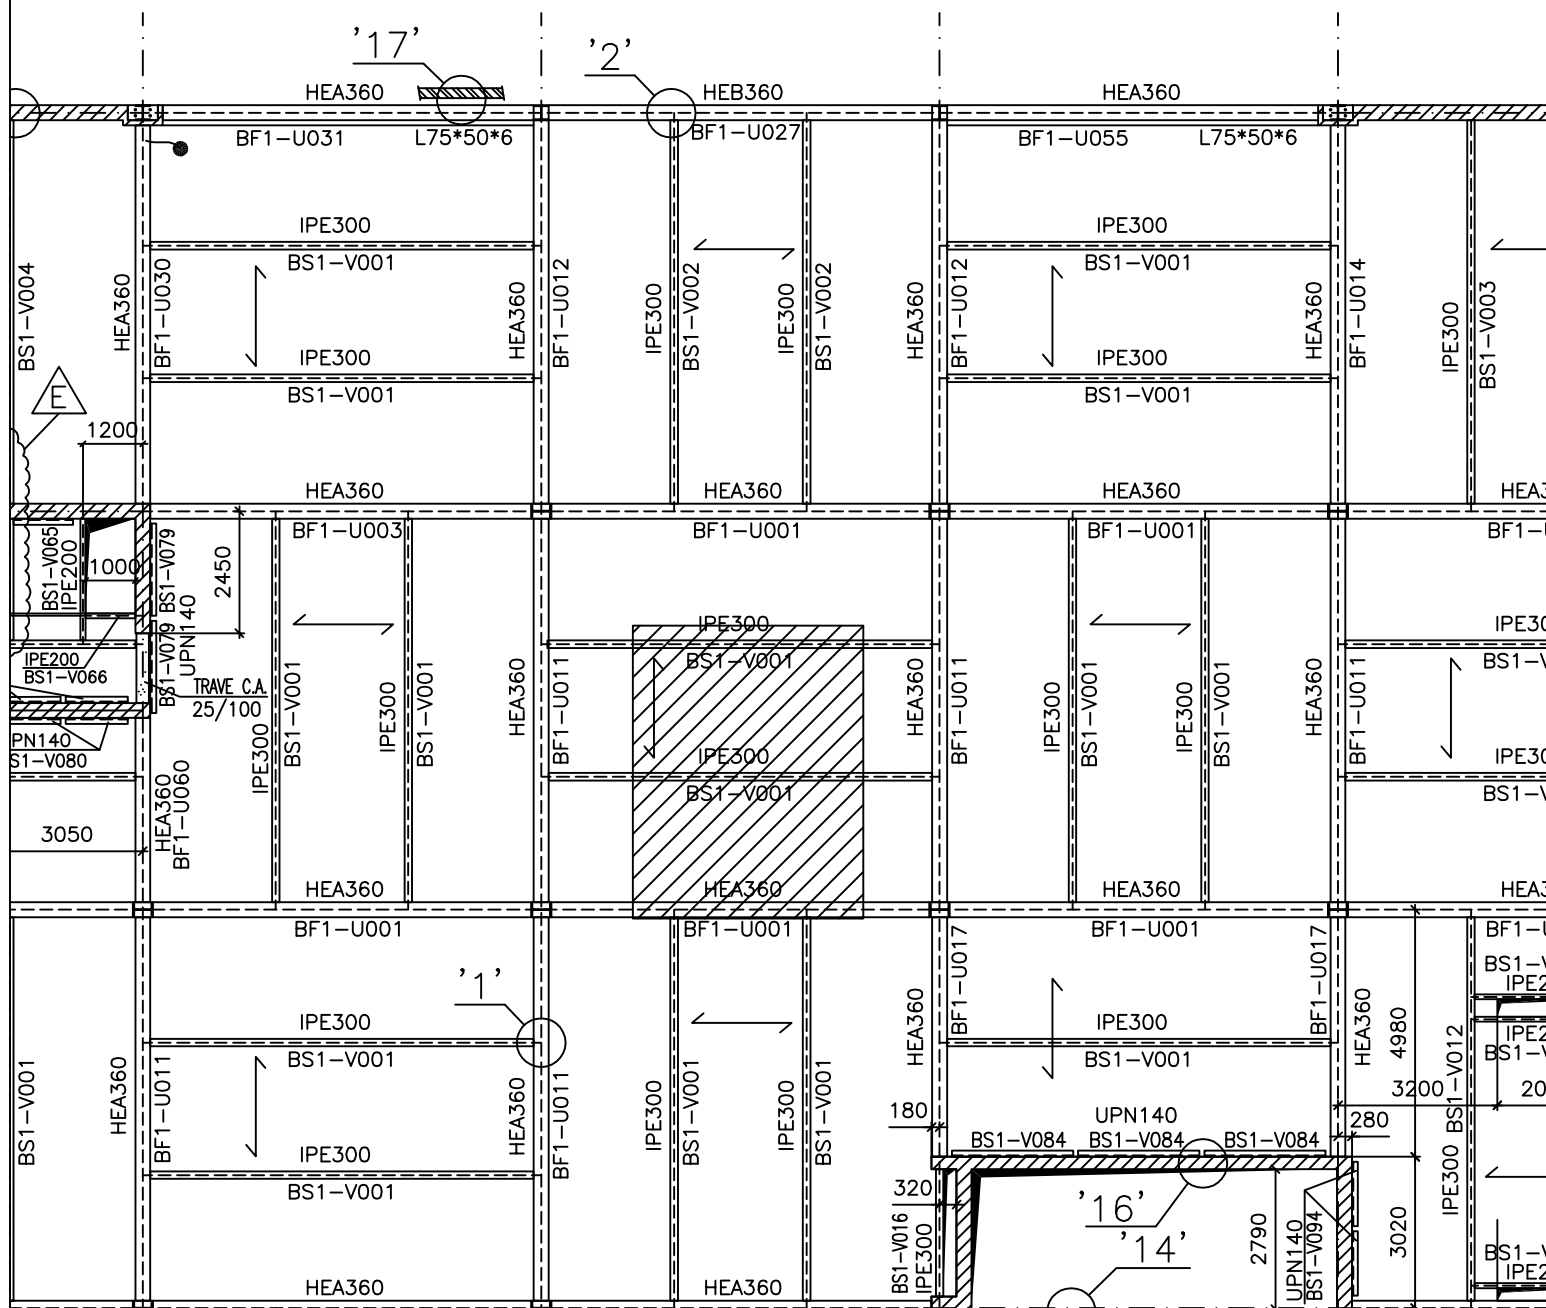 '17'
'2'
HEA360
HEB360
HEA360
BF1-U031
L75*50*6
BF1-U027
BF1-U055
L75*50*6
IPE300
BS1-V001
IPE300
BS1-V001
BS1-V004
HEA360
BF1-U030
IPE300
BS1-V001
HEA360
BF1-U012
IPE300
BS1-V002
IPE300
BS1-V002
HEA360
BF1-U012
IPE300
BS1-V001
HEA360
BF1-U014
IPE300
BS1-V003
IPE300
BS1-V001
E
1200
HEA360
HEA360
HEA360
BF1-U003
BF1-U001
BF1-U001
BS1-V065
IPE200
1000
BS1-V079
2450
BS1-V079
UPN140
IPE200
BS1-V066
TRAVE C.A.
25/100
PN140
S1-V080
IPE300
BS1-V001
IPE300
BS1-V001
HEA360
BF1-U011
IPE300
BS1-V001
IPE300
BS1-V001
HEA360
BF1-U011
IPE300
BS1-V001
IPE300
BS1-V001
HEA360
BF1-U011
3050
HEA360
BF1-U060
HEA360
HEA360
HEA360
BF1-U001
BF1-U001
BF1-U001
'1'
BS1-V001
HEA360
BF1-U011
IPE300
BS1-V001
IPE300
BS1-V001
HEA360
BF1-U011
IPE300
BS1-V001
IPE300
BS1-V001
HEA360
BF1-U017
IPE300
BS1-V001
BF1-U017
HEA360
4980
BS1-V012
IPE300
3200
180
UPN140
280
BS1-V084
BS1-V084
BS1-V084
320
BS1-V016
IPE300
'16'
'14'
2790
UPN140
BS1-V094
3020
HEA360
HEA360